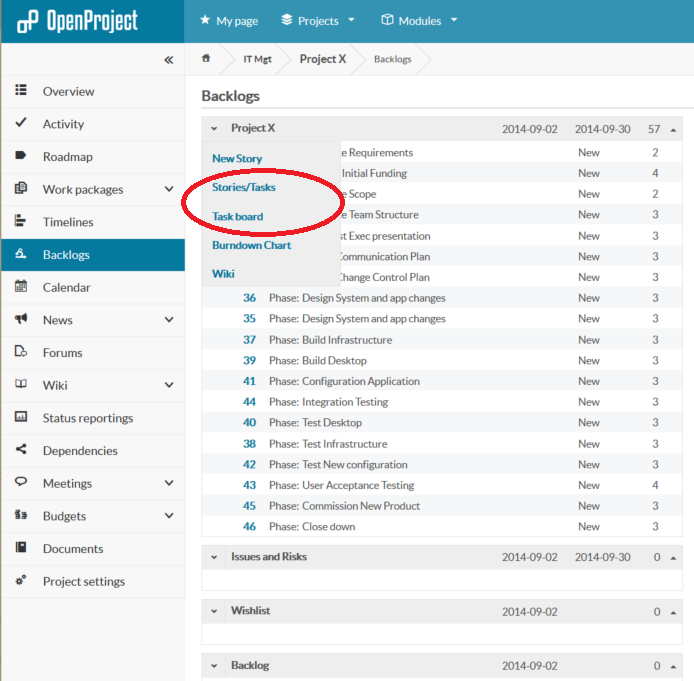 OpenProject
My page Projects Modules
«
IT Mgt Project X Backlogs
Overview
Activity
Roadmap
Work packages
Timelines
Backlogs
Calendar
News
Forums
Wiki
Status reportings
Dependencies
Meetings
Budgets
Documents
Project settings
Backlogs
Project X 2014-09-02 2014-09-30 57
New Story
Stories/Tasks
Task board
Burndown Chart
Wiki
e Requirements New 2
Initial Funding New 4
e Scope New 2
e Team Structure New 3
st Exec presentation New 3
Communication Plan New 3
Change Control Plan New 3
36 Phase: Design System and app changes New 3
35 Phase: Design System and app changes New 3
37 Phase: Build Infrastructure New 3
39 Phase: Build Desktop New 3
41 Phase: Configuration Application New 3
44 Phase: Integration Testing New 3
40 Phase: Test Desktop New 3
38 Phase: Test Infrastructure New 3
42 Phase: Test New configuration New 3
43 Phase: User Acceptance Testing New 4
45 Phase: Commission New Product New 3
46 Phase: Close down New 3
Issues and Risks 2014-09-02 2014-09-30 0
Wishlist 2014-09-02 0
Backlog 2014-09-02 0